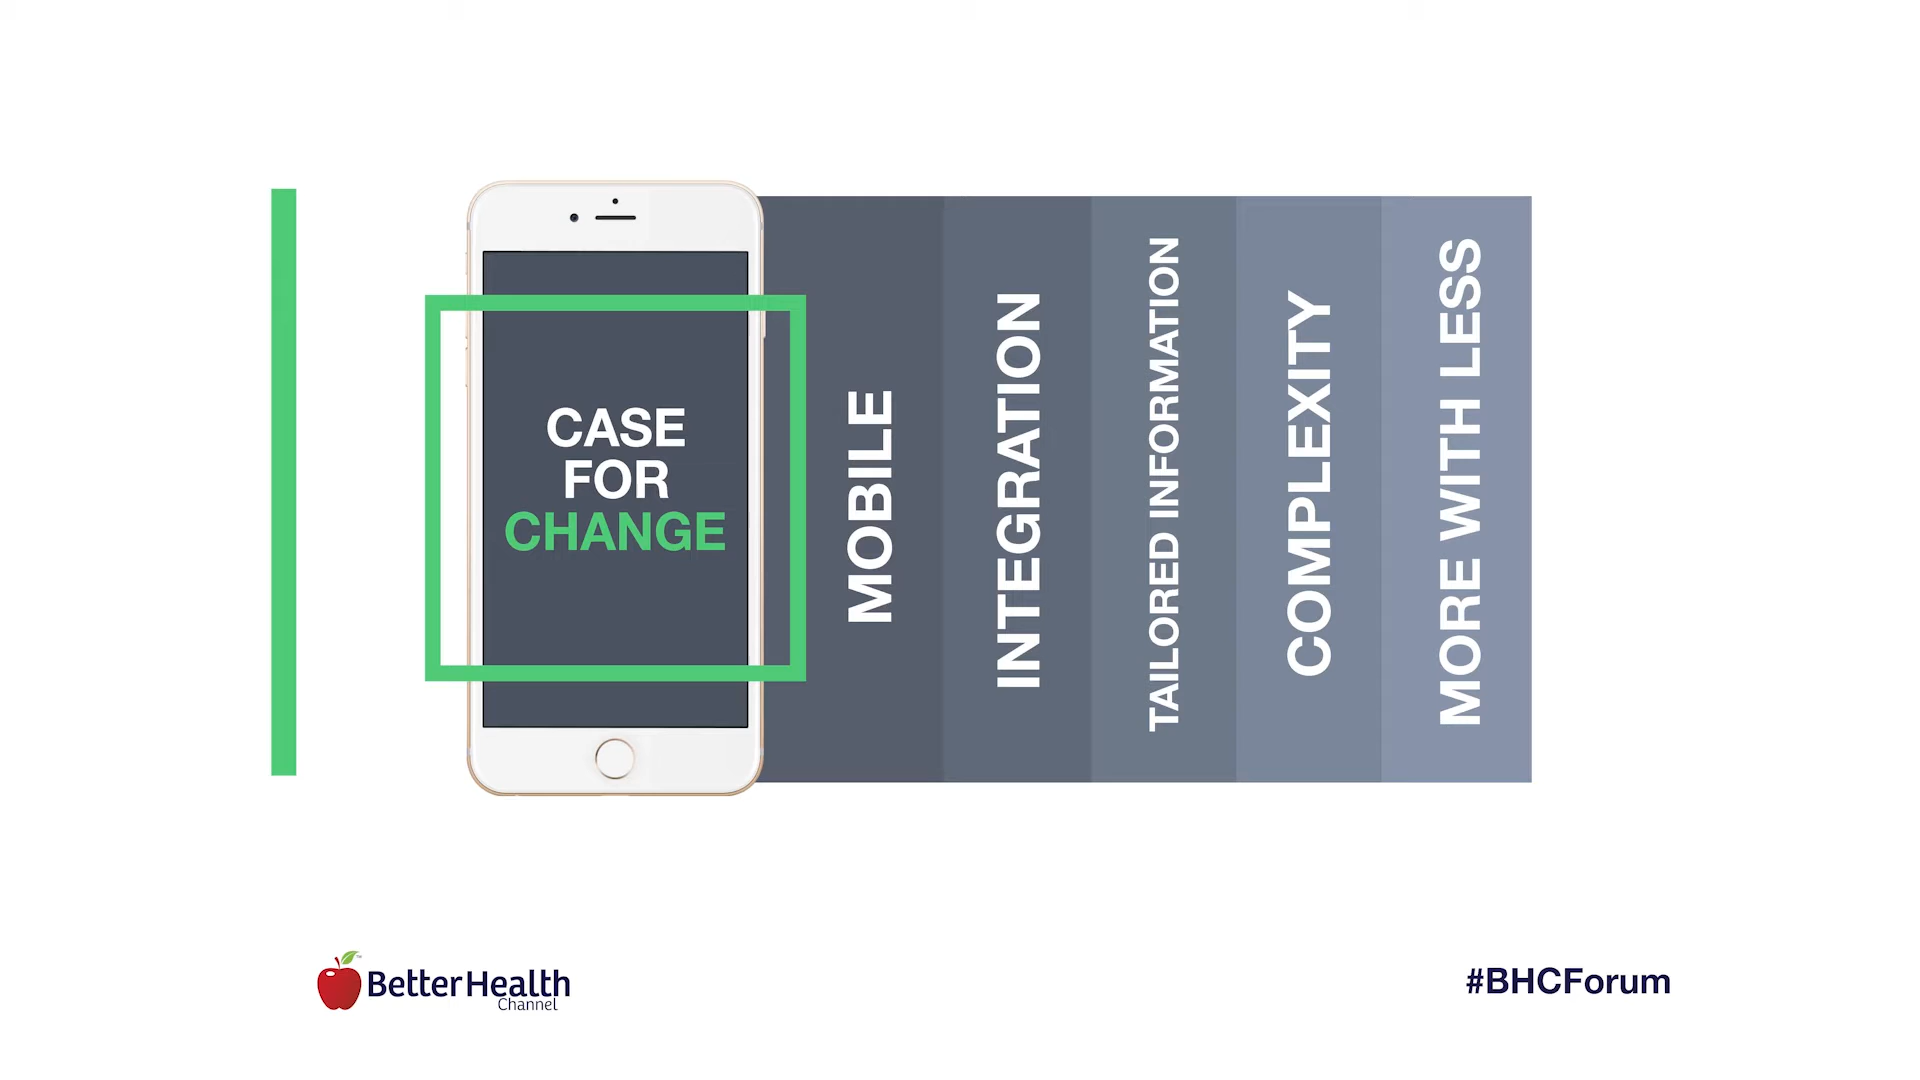 CASE
FOR
CHANGE
MOBILE
INTEGRATION
TAILORED INFORMATION
COMPLEXITY
MORE WITH LESS
BetterHealth
Channel
#BHCForum